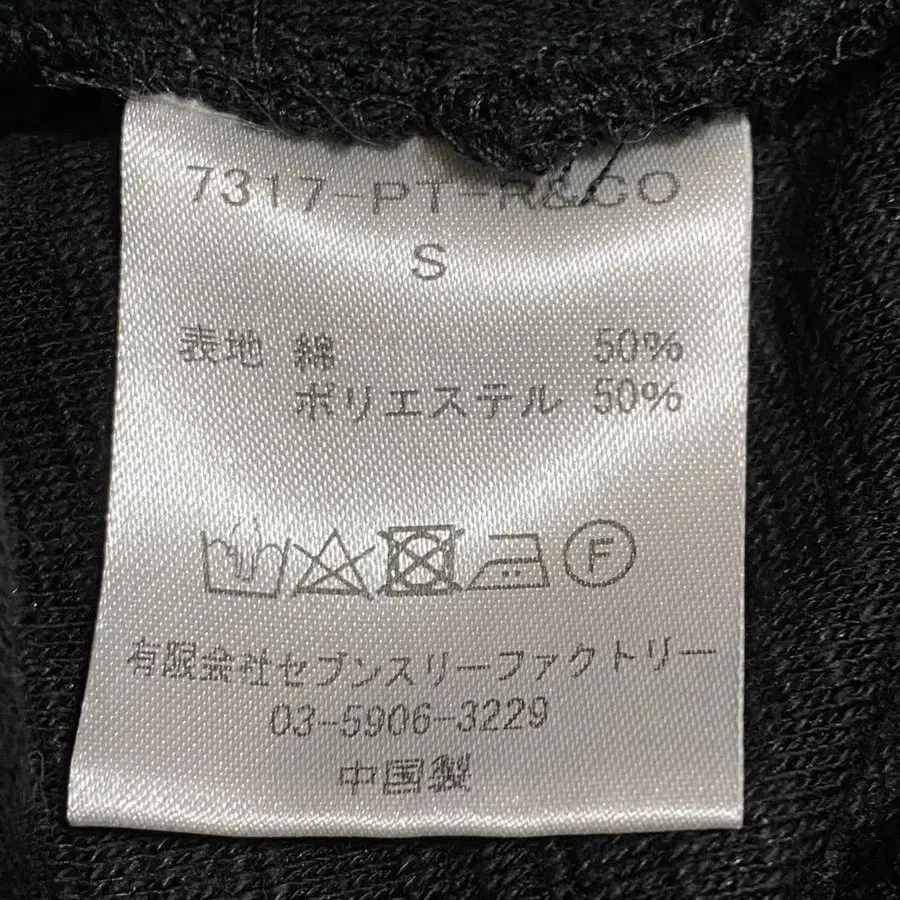 7317-PT-R&CO
S
表地 綿 50%
ポリエステル 50%
F
有限会社セブンスリーファクトリー
03-5906-3229
中国製